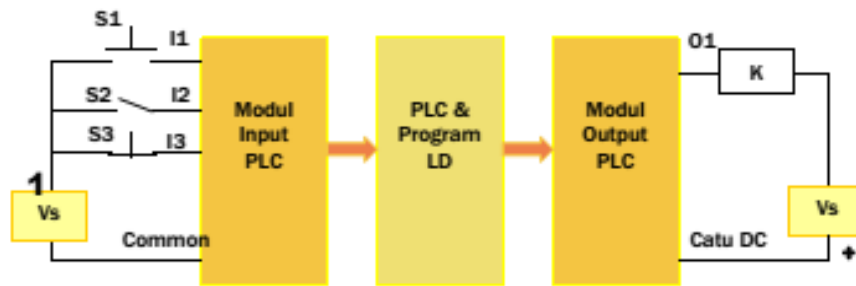 S1
I1
S2
I2
S3
I3
1
Vs
Common
Modul
Input
PLC
PLC &
Program
LD
Modul
Output
PLC
O1
K
Vs
Catu DC
+